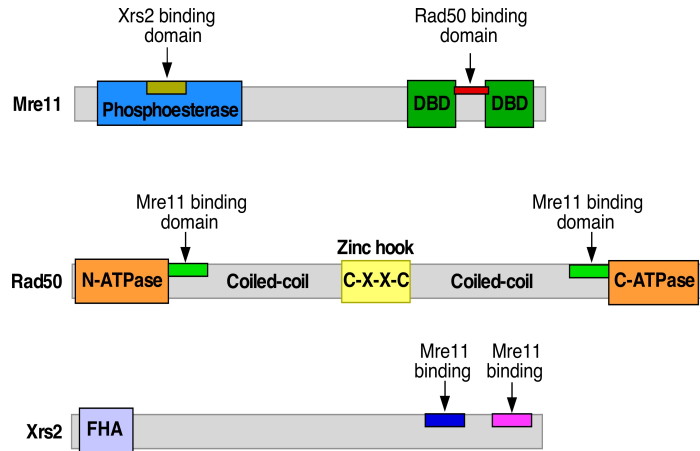 Xrs2 binding
domain
Rad50 binding
domain
Mre11
Phosphoesterase
DBD
DBD
Mre11 binding
domain
Mre11 binding
domain
Zinc hook
Rad50
N-ATPase
Coiled-coil
C-X-X-C
Coiled-coil
C-ATPase
Mre11
binding
Mre11
binding
Xrs2
FHA